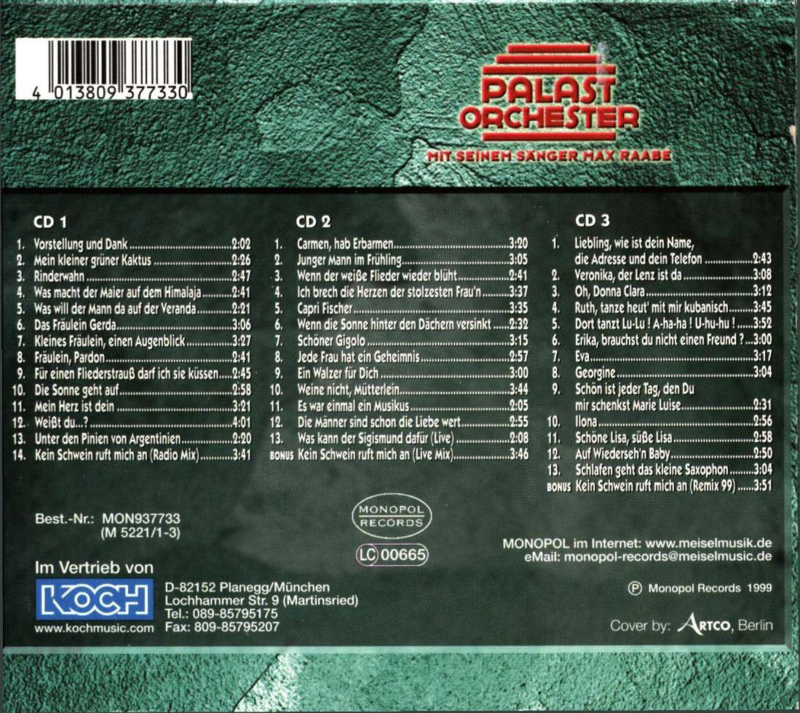 4 013809 377330
PALAST
ORCHESTER
MIT SEINEM SÄNGER MAX RAABE
CD 1
1. Vorstellung und Dank 2:02
2. Mein kleiner grüner Kaktus 2:26
3. Rinderwahn 2:47
4. Was macht der Maier auf dem Himalaja 2:41
5. Was will der Mann da auf der Veranda 2:21
6. Das Fräulein Gerda 3:06
7. Kleines Fräulein, einen Augenblick 3:27
8. Fräulein, Pardon 2:41
9. Für einen Fliederstrauß darf ich sie küssen 2:45
10. Die Sonne geht auf 2:58
11. Mein Herz ist dein 3:21
12. Weißt du...? 4:01
13. Unter den Pinien von Argentinien 2:20
14. Kein Schwein ruft mich an (Radio Mix) 3:41
CD 2
1. Carmen, hab Erbarmen 3:20
2. Junger Mann im Frühling 3:05
3. Wenn der weiße Flieder wieder blüht 2:41
4. Ich brech die Herzen der stolzesten Frau'n 3:37
5. Capri Fischer 3:35
6. Wenn die Sonne hinter den Dächern versinkt 2:32
7. Schöner Gigolo 3:15
8. Jede Frau hat ein Geheimnis 2:57
9. Ein Walzer für Dich 3:00
10. Weine nicht, Mütterlein 3:44
11. Es war einmal ein Musikus 2:05
12. Die Männer sind schon die Liebe wert 2:55
13. Was kann der Sigismund dafür (Live) 2:08
BONUS Kein Schwein ruft mich an (Live Mix) 3:46
CD 3
1. Liebling, wie ist dein Name,
die Adresse und dein Telefon 2:43
2. Veronika, der Lenz ist da 3:08
3. Oh, Donna Clara 3:12
4. Ruth, tanze heut' mit mir kubanisch 3:45
5. Dort tanzt Lu-Lu ! A-ha-ha ! U-hu-hu ! 3:52
6. Erika, brauchst du nicht einen Freund ? 3:00
7. Eva 3:17
8. Georgine 3:04
9. Schön ist jeder Tag, den Du
mir schenkst Marie Luise 2:31
10. Ilona 2:56
11. Schöne Lisa, süße Lisa 2:58
12. Auf Wiederseh'n Baby 2:50
13. Schlafen geht das kleine Saxophon 3:04
BONUS Kein Schwein ruft mich an (Remix 99) 3:51
Best.-Nr.: MON937733
(M 5221/1-3)
MONOPOL
RECORDS
LC 00665
MONOPOL im Internet: www.meiselmusik.de
eMail: monopol-records@meiselmusic.de
Im Vertrieb von
KOCH
www.kochmusic.com
D-82152 Planegg/München
Lochhammer Str. 9 (Martinsried)
Tel.: 089-85795175
Fax: 809-85795207
℗ Monopol Records 1999
Cover by: ARTCO, Berlin